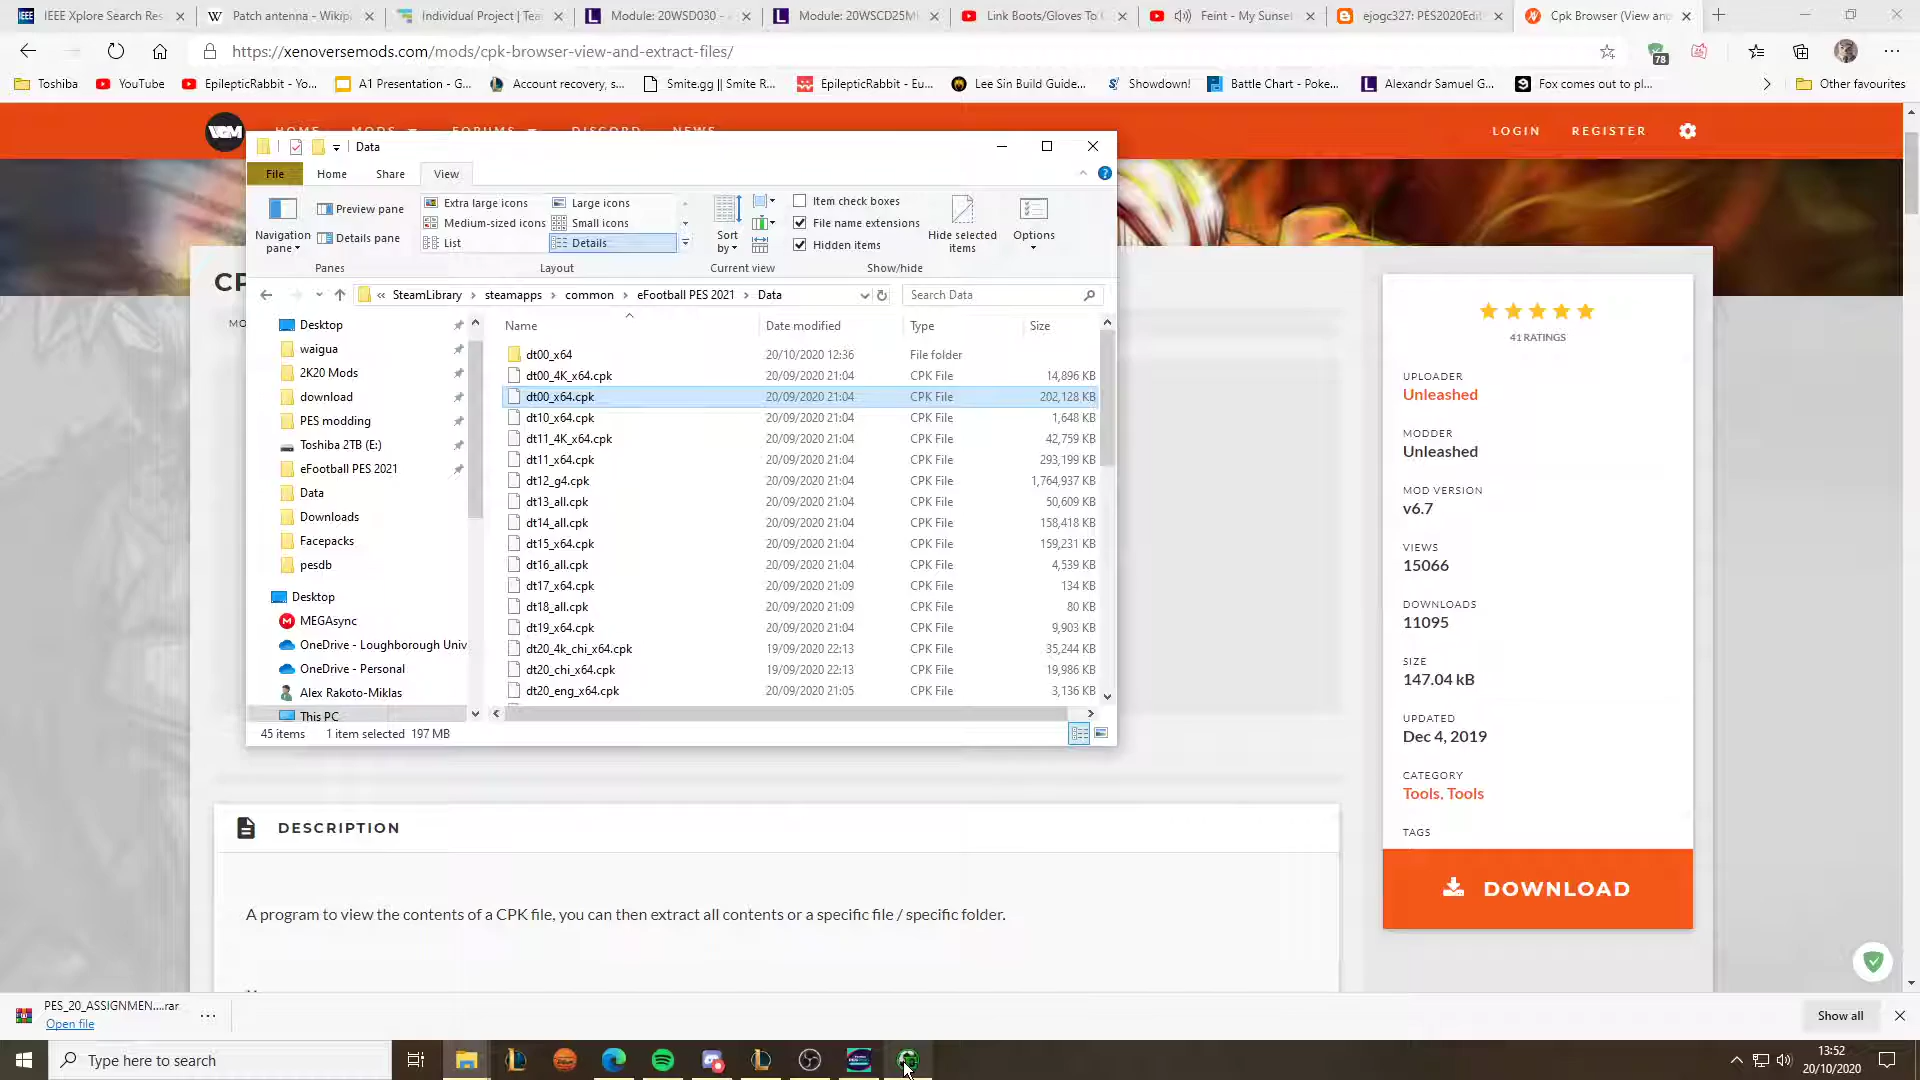 IEEE Xplore Search Res
Patch antenna - Wikip
Individual Project | Tea
Module: 20WSD030 -
Module: 20WSCD25M
Link Boots/Gloves To
Feint - My Sunset
ejogc327: PES2020Edit
Cpk Browser (View and
https://xenoversemods.com/mods/cpk-browser-view-and-extract-files/
78
Toshiba
YouTube
EpilepticRabbit - Yo...
A1 Presentation - G...
Account recovery, s...
Smite.gg || Smite R...
EpilepticRabbit - Eu...
Lee Sin Build Guide...
Showdown!
Battle Chart - Poke...
Alexandr Samuel G...
Fox comes out to pl...
Other favourites
VGM
HOME MODS FORUMS DISCORD NEWS
LOGIN REGISTER
Data
File Home Share View
Navigation pane
Preview pane
Details pane
Extra large icons
Large icons
Medium-sized icons
Small icons
List
Details
Sort by
Item check boxes
File name extensions
Hidden items
Hide selected items
Options
Panes Layout Current view Show/hide
« SteamLibrary > steamapps > common > eFootball PES 2021 > Data
Search Data
Desktop
waigua
2K20 Mods
download
PES modding
Toshiba 2TB (E:)
eFootball PES 2021
Data
Downloads
Facepacks
pesdb
Desktop
MEGAsync
OneDrive - Loughborough Univ
OneDrive - Personal
Alex Rakoto-Miklas
This PC
Name Date modified Type Size
dt00_x64 20/10/2020 12:36 File folder
dt00_4K_x64.cpk 20/09/2020 21:04 CPK File 14,896 KB
dt00_x64.cpk 20/09/2020 21:04 CPK File 202,128 KB
dt10_x64.cpk 20/09/2020 21:04 CPK File 1,648 KB
dt11_4K_x64.cpk 20/09/2020 21:04 CPK File 42,759 KB
dt11_x64.cpk 20/09/2020 21:04 CPK File 293,199 KB
dt12_g4.cpk 20/09/2020 21:04 CPK File 1,764,937 KB
dt13_all.cpk 20/09/2020 21:04 CPK File 50,609 KB
dt14_all.cpk 20/09/2020 21:04 CPK File 158,418 KB
dt15_x64.cpk 20/09/2020 21:04 CPK File 159,231 KB
dt16_all.cpk 20/09/2020 21:04 CPK File 4,539 KB
dt17_x64.cpk 20/09/2020 21:09 CPK File 134 KB
dt18_all.cpk 20/09/2020 21:09 CPK File 80 KB
dt19_x64.cpk 20/09/2020 21:04 CPK File 9,903 KB
dt20_4k_chi_x64.cpk 19/09/2020 22:13 CPK File 35,244 KB
dt20_chi_x64.cpk 19/09/2020 22:13 CPK File 19,986 KB
dt20_eng_x64.cpk 20/09/2020 21:05 CPK File 3,136 KB
45 items 1 item selected 197 MB
CP
MO
41 RATINGS
UPLOADER
Unleashed
MODDER
Unleashed
MOD VERSION
v6.7
VIEWS
15066
DOWNLOADS
11095
SIZE
147.04 kB
UPDATED
Dec 4, 2019
CATEGORY
Tools, Tools
TAGS
DOWNLOAD
DESCRIPTION
A program to view the contents of a CPK file, you can then extract all contents or a specific file / specific folder.
PES_20_ASSIGNMEN....rar
Open file
Show all
Type here to search
13:52
20/10/2020